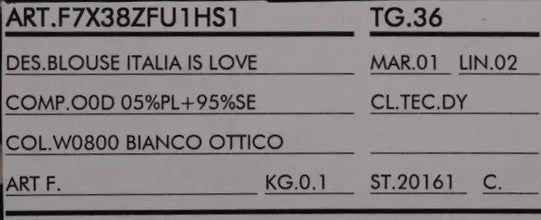 ART.F7X38ZFU1HS1 TG.36
DES.BLOUSE ITALIA IS LOVE MAR.01 LIN.02
COMP.O0D 05%PL+95%SE CL.TEC.DY
COL.W0800 BIANCO OTTICO
ART F. KG.0.1 ST.20161 C.